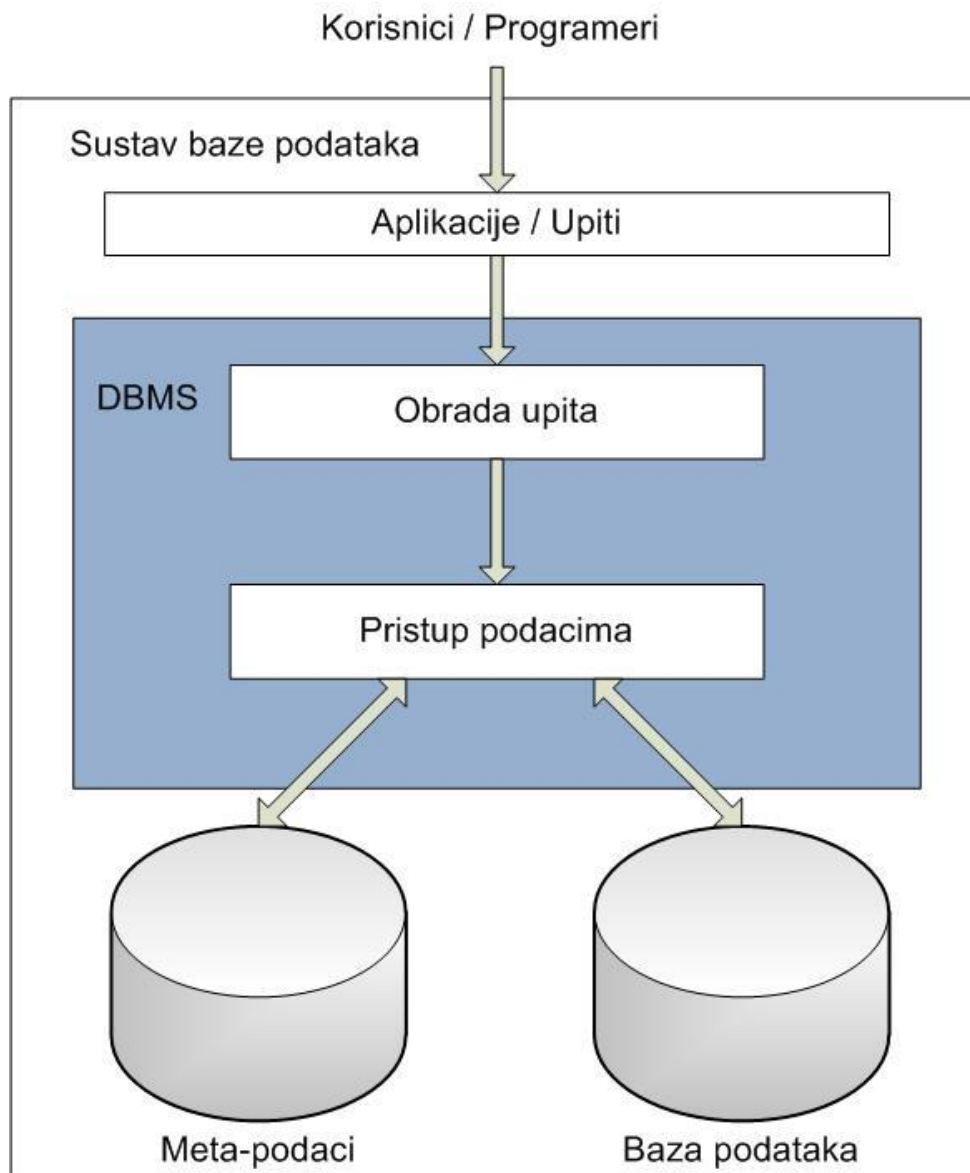 Korisnici / Programeri
Sustav baze podataka
Aplikacije / Upiti
DBMS
Obrada upita
Pristup podacima
Meta-podaci
Baza podataka